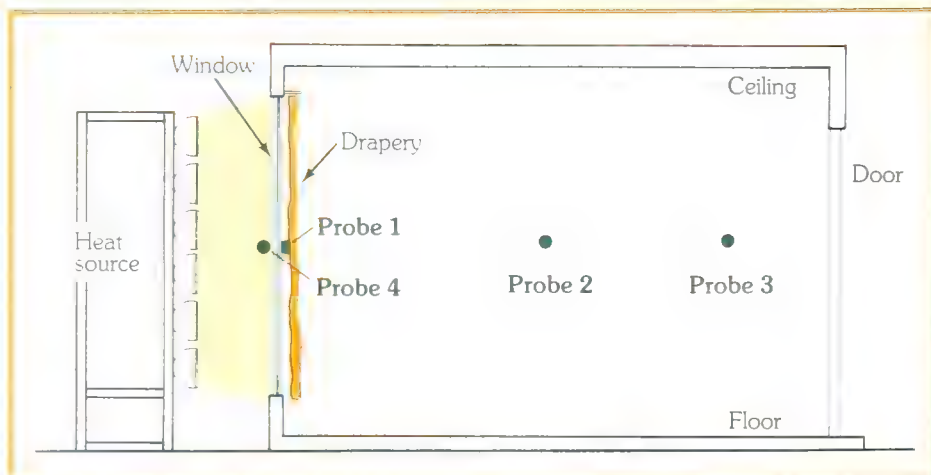 Window
Ceiling
Drapery
Door
Probe 1
Heat
source
Probe 4
Probe 2
Probe 3
Floor